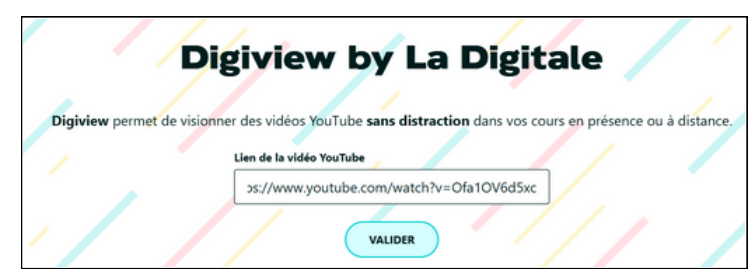 Digiview by La Digitale
Digiview permet de visionner des vidéos YouTube sans distraction dans vos cours en présence ou à distance.
Lien de la vidéo YouTube
os://www.youtube.com/watch?v=Ofa1OV6d5xc
VALIDER